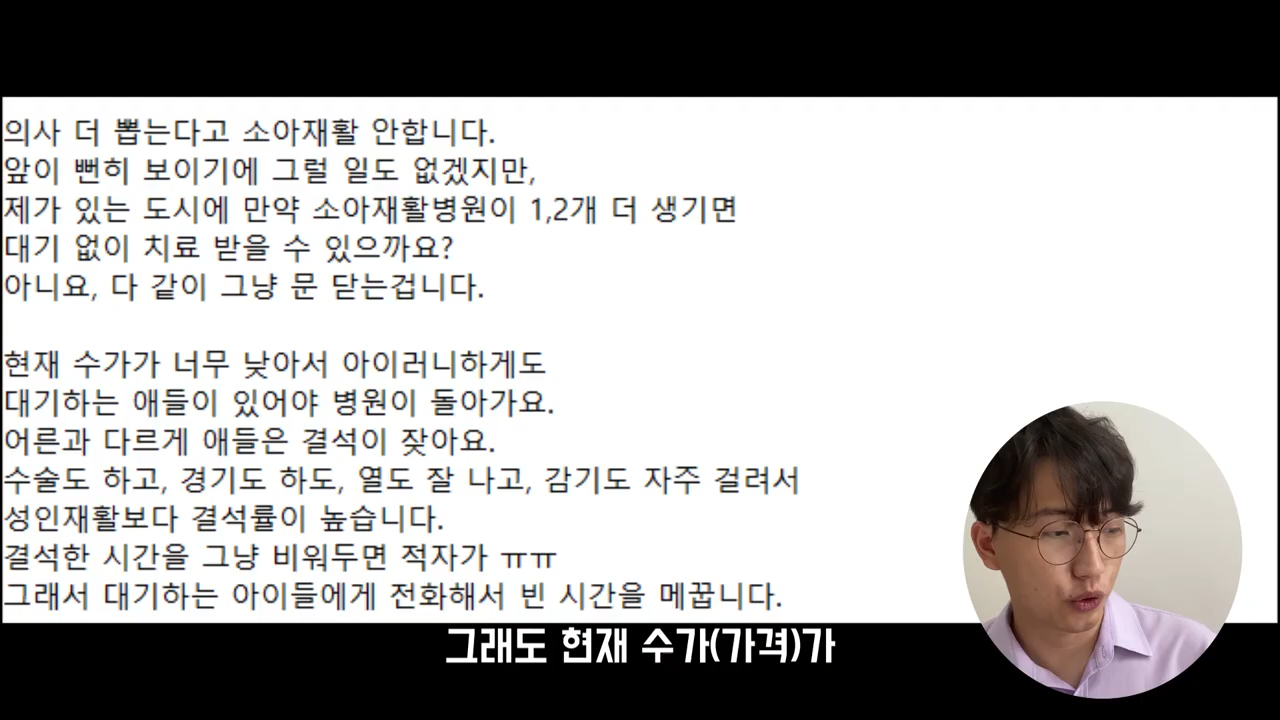 의사 더 뽑는다고 소아재활 안합니다.
앞이 뻔히 보이기에 그럴 일도 없겠지만,
제가 있는 도시에 만약 소아재활병원이 1,2개 더 생기면
대기 없이 치료 받을 수 있으까요?
아니요, 다 같이 그냥 문 닫는겁니다.
현재 수가가 너무 낮아서 아이러니하게도
대기하는 애들이 있어야 병원이 돌아가요.
어른과 다르게 애들은 결석이 잦아요.
수술도 하고, 경기도 하도, 열도 잘 나고, 감기도 자주 걸려서
성인재활보다 결석률이 높습니다.
결석한 시간을 그냥 비워두면 적자가 ㅠㅠ
그래서 대기하는 아이들에게 전화해서 빈 시간을 메꿉니다.
그래도 현재 수가(가격)가